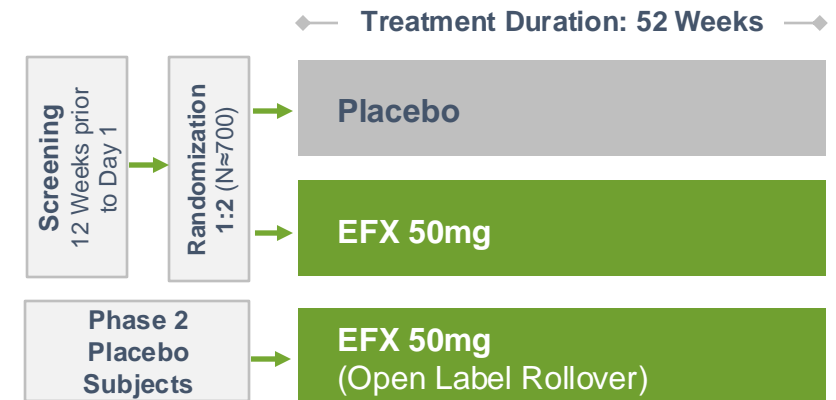 Treatment Duration: 52 Weeks
Screening
12 Weeks prior
to Day 1
Randomization
1:2 (N≈700)
Placebo
EFX 50mg
Phase 2
Placebo
Subjects
EFX 50mg
(Open Label Rollover)